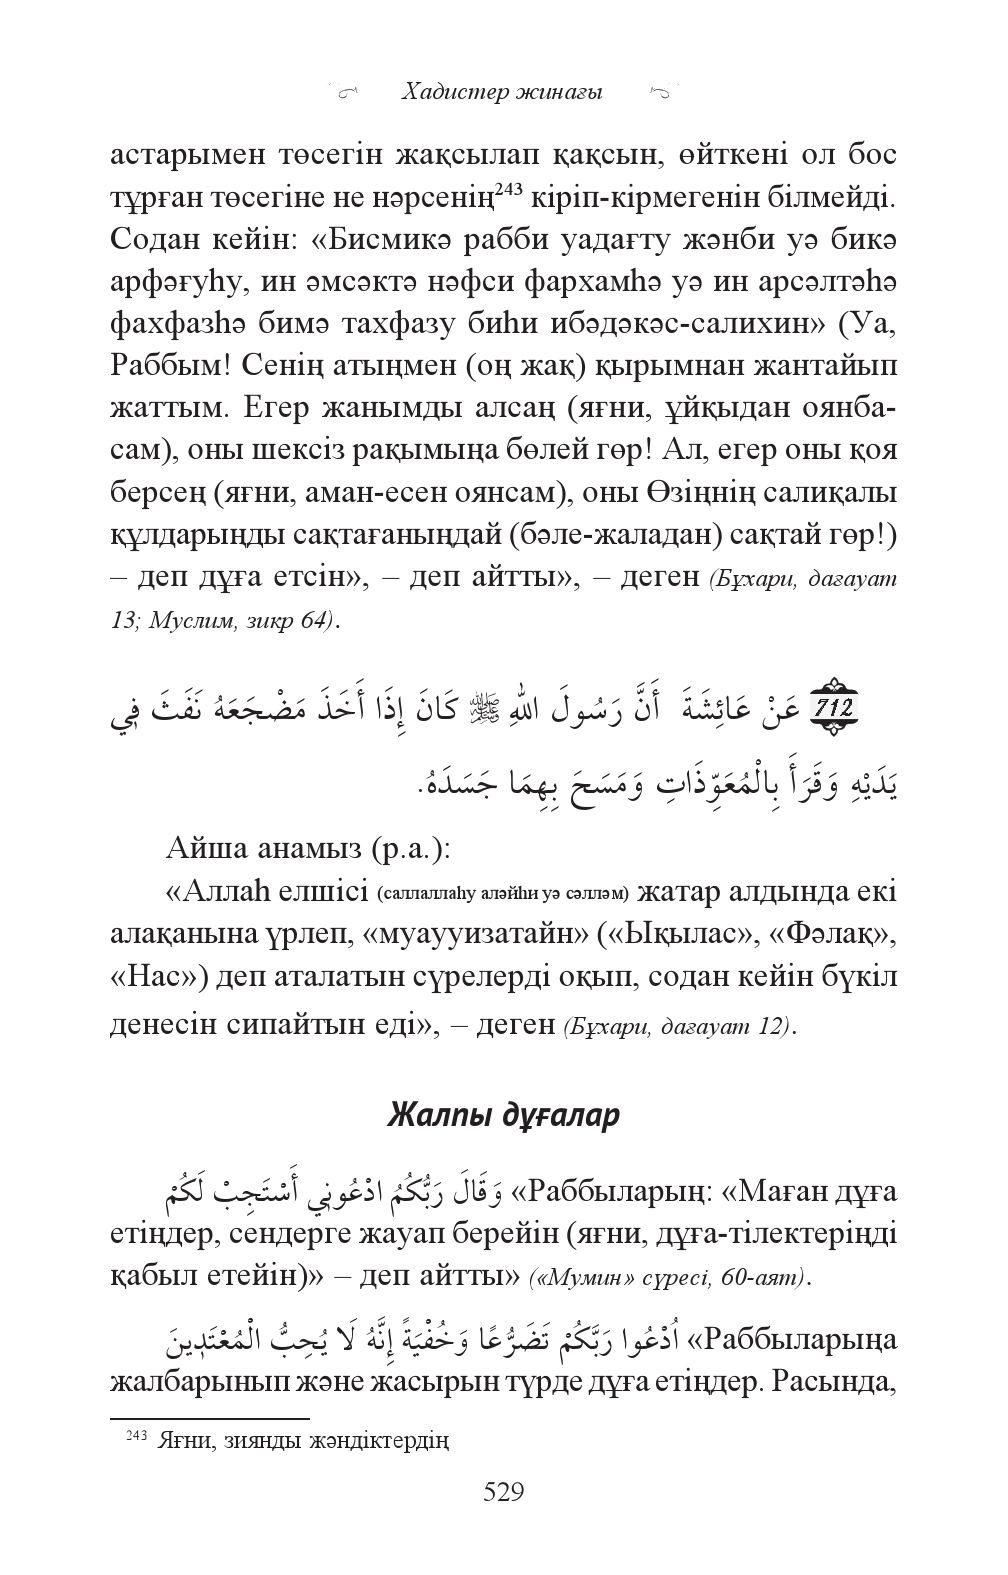 Хадистер жинағы
астарымен төсегін жақсылап қақсын, өйткені ол бос
тұрған төсегіне не нәрсенің²⁴³ кіріп-кірмегенін білмейді.
Содан кейін: «Бисмикә рабби уадағту жәнби уә бикә
арфәғуһу, ин әмсәктә нәфси фархамһә уә ин арсәлтәһә
фахфазһә бимә тахфазу биһи ибәдәкәс-салихин» (Уа,
Раббым! Сенің атыңмен (оң жақ) қырымнан жантайып
жаттым. Егер жанымды алсаң (яғни, ұйқыдан оянба-
сам), оны шексіз рақымыңа бөлей гөр! Ал, егер оны қоя
берсең (яғни, аман-есен оянсам), оны Өзіңнің салиқалы
құлдарыңды сақтағаныңдай (бәле-жаладан) сақтай гөр!)
– деп дұға етсін», – деп айтты», – деген (Бұхари, дағауат
13; Муслим, зикр 64).
712 عَنْ عَائِشَةَ أَنَّ رَسُولَ اللهِ ﷺ كَانَ إِذَا أَخَذَ مَضْجَعَهُ نَفَثَ فِي
يَدَيْهِ وَقَرَأَ بِالْمُعَوِّذَاتِ وَمَسَحَ بِهِمَا جَسَدَهُ.
Айша анамыз (р.а.):
«Аллаһ елшісі (саллаллаһу аләйһи уә сәлләм) жатар алдында екі
алақанына үрлеп, «муаууизатайн» («Ықылас», «Фәлақ»,
«Нас») деп аталатын сүрелерді оқып, содан кейін бүкіл
денесін сипайтын еді», – деген (Бұхари, дағауат 12).
Жалпы дұғалар
وَقَالَ رَبُّكُمُ ادْعُونِي أَسْتَجِبْ لَكُمْ «Раббыларың: «Маған дұға
етіңдер, сендерге жауап берейін (яғни, дұға-тілектеріңді
қабыл етейін)» – деп айтты» («Мумин» сүресі, 60-аят).
اُدْعُوا رَبَّكُمْ تَضَرُّعًا وَخُفْيَةً إِنَّهُ لَا يُحِبُّ الْمُعْتَدِينَ «Раббыларыңа
жалбарынып және жасырын түрде дұға етіңдер. Расында,
²⁴³ Яғни, зиянды жәндіктердің
529